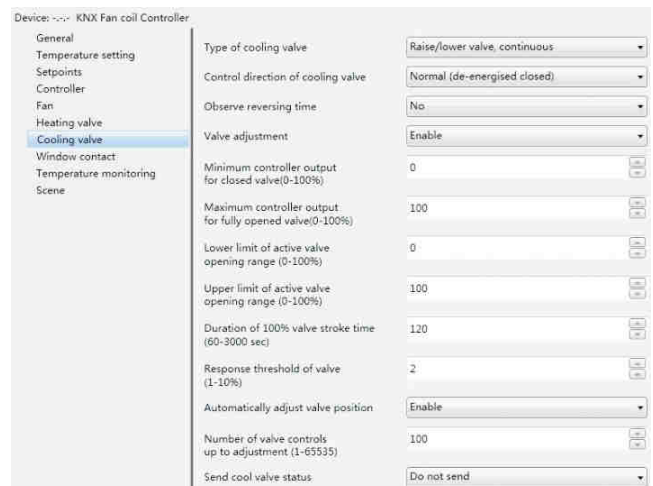 Device: -.-.- KNX Fan coil Controller
General
Temperature setting
Setpoints
Controller
Fan
Heating valve
Cooling valve
Window contact
Temperature monitoring
Scene
Type of cooling valve
Raise/lower valve, continuous
Control direction of cooling valve
Normal (de-energised closed)
Observe reversing time
No
Valve adjustment
Enable
Minimum controller output
for closed valve(0-100%)
0
Maximum controller output
for fully opened valve(0-100%)
100
Lower limit of active valve
opening range (0-100%)
0
Upper limit of active valve
opening range (0-100%)
100
Duration of 100% valve stroke time
(60-3000 sec)
120
Response threshold of valve
(1-10%)
2
Automatically adjust valve position
Enable
Number of valve controls
up to adjustment (1-65535)
100
Send cool valve status
Do not send